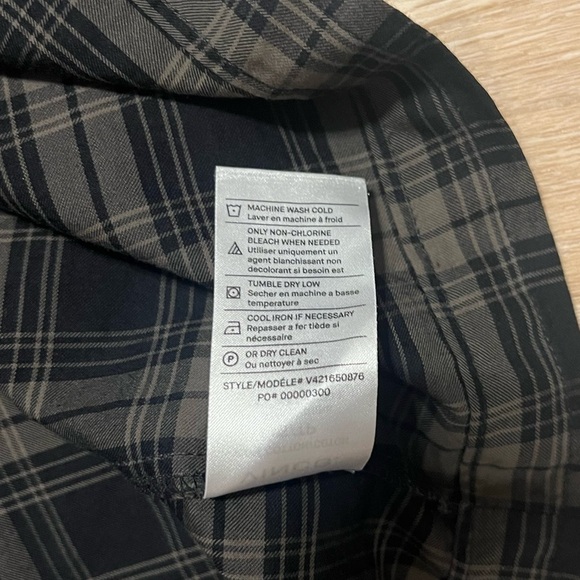 MACHINE WASH COLD
Laver en machine à froid
ONLY NON-CHLORINE
BLEACH WHEN NEEDED
Utiliser uniquement un
agent blanchissant non
decolorant si besoin est
TUMBLE DRY LOW
Secher en machine a basse
temperature
COOL IRON IF NECESSARY
Repasser a fer tiède si
nécessaire
P
OR DRY CLEAN
Ou nettoyer à sec
STYLE/MODÉLE# V421650876
PO# 00000300